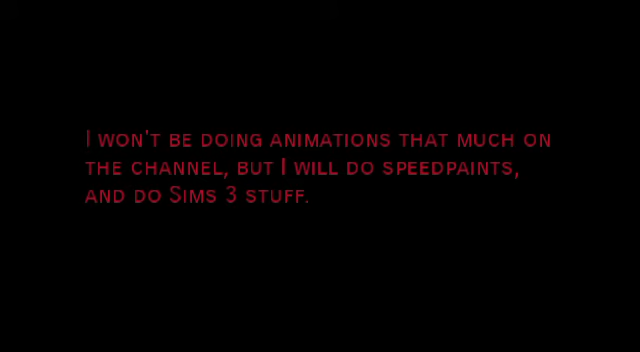 I won't be doing animations that much on
the channel, but I will do speedpaints,
and do Sims 3 stuff.